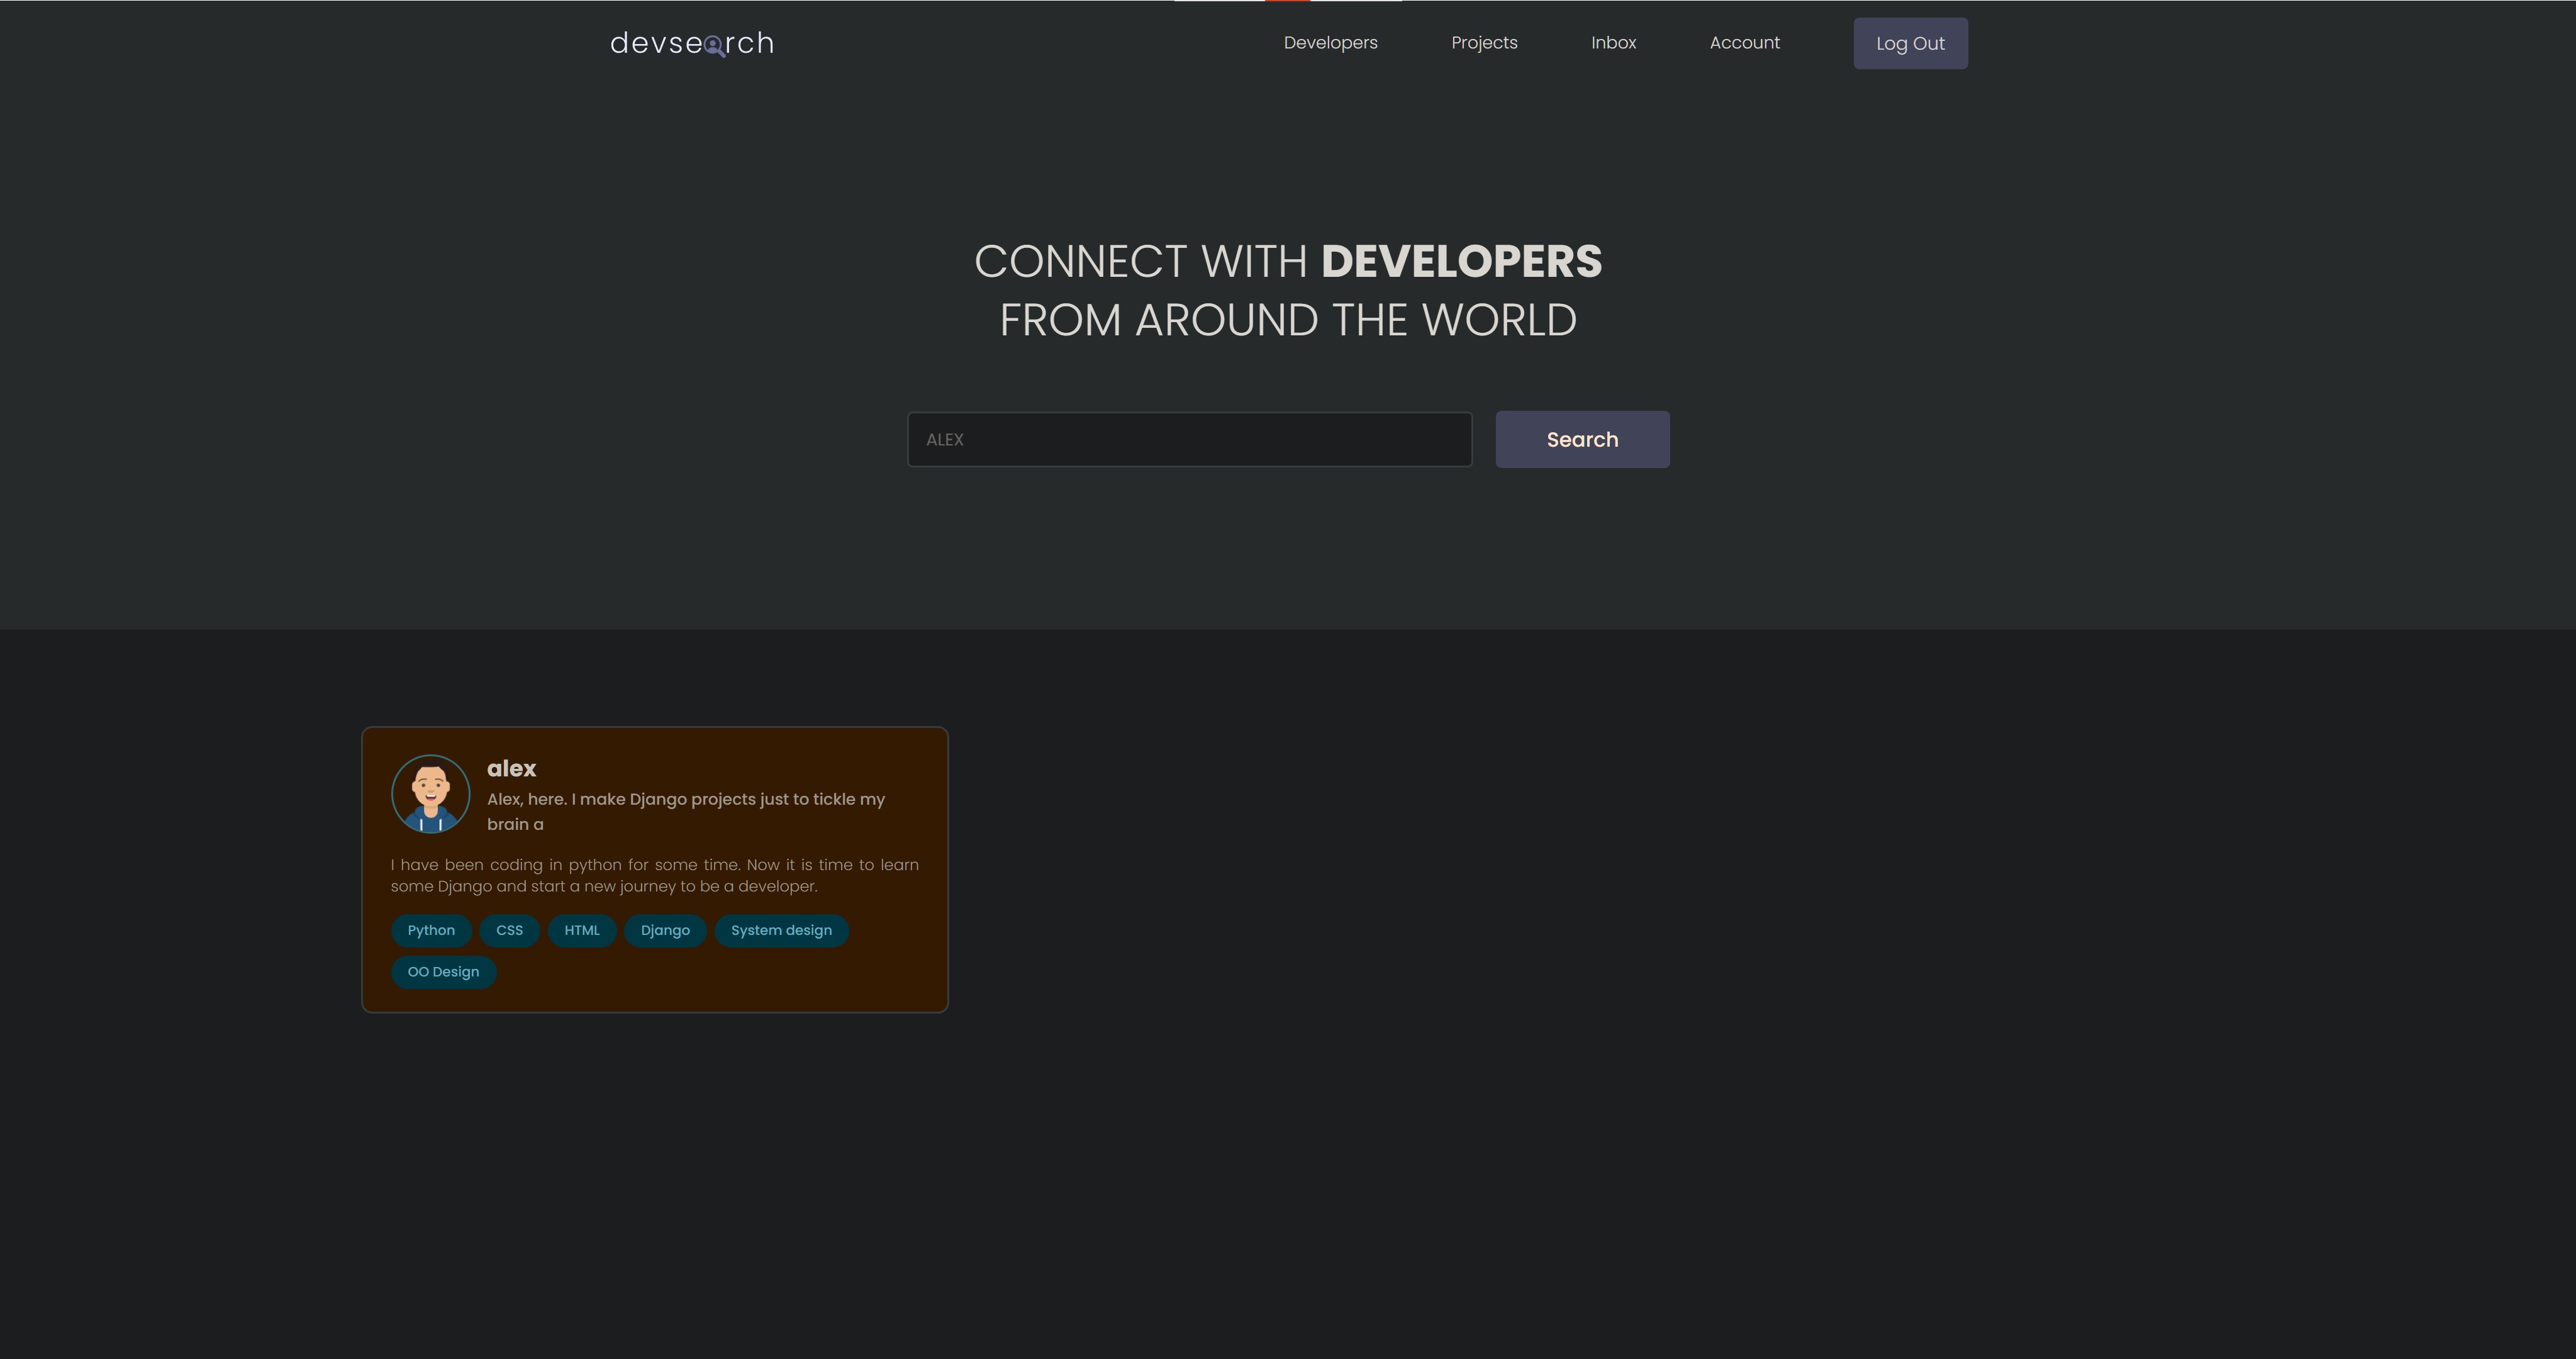 devsearch
Developers
Projects
Inbox
Account
Log Out
CONNECT WITH DEVELOPERS
FROM AROUND THE WORLD
ALEX
Search
alex
Alex, here. I make Django projects just to tickle my
brain a
I have been coding in python for some time. Now it is time to learn
some Django and start a new journey to be a developer.
Python
CSS
HTML
Django
System design
OO Design